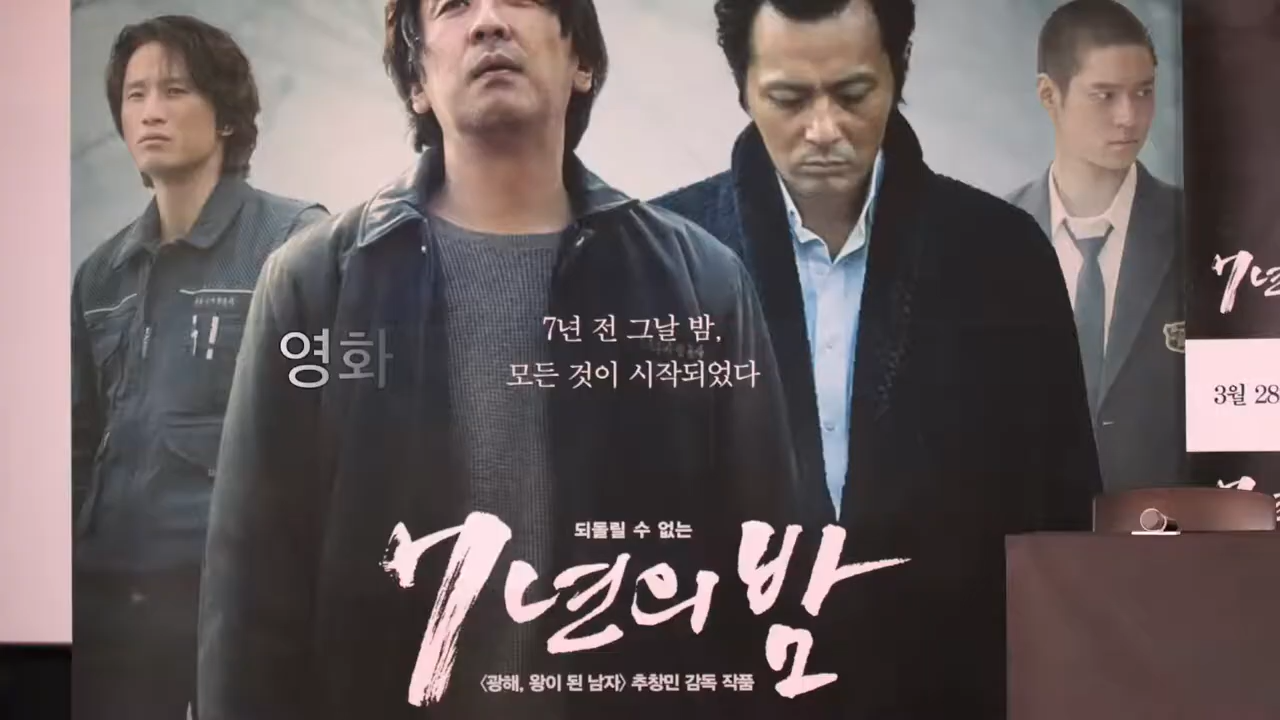 영화
7년 전 그날 밤,
모든 것이 시작되었다
되돌릴 수 없는
7년의 밤
〈광해, 왕이 된 남자〉 추창민 감독 작품
7년
3월 28